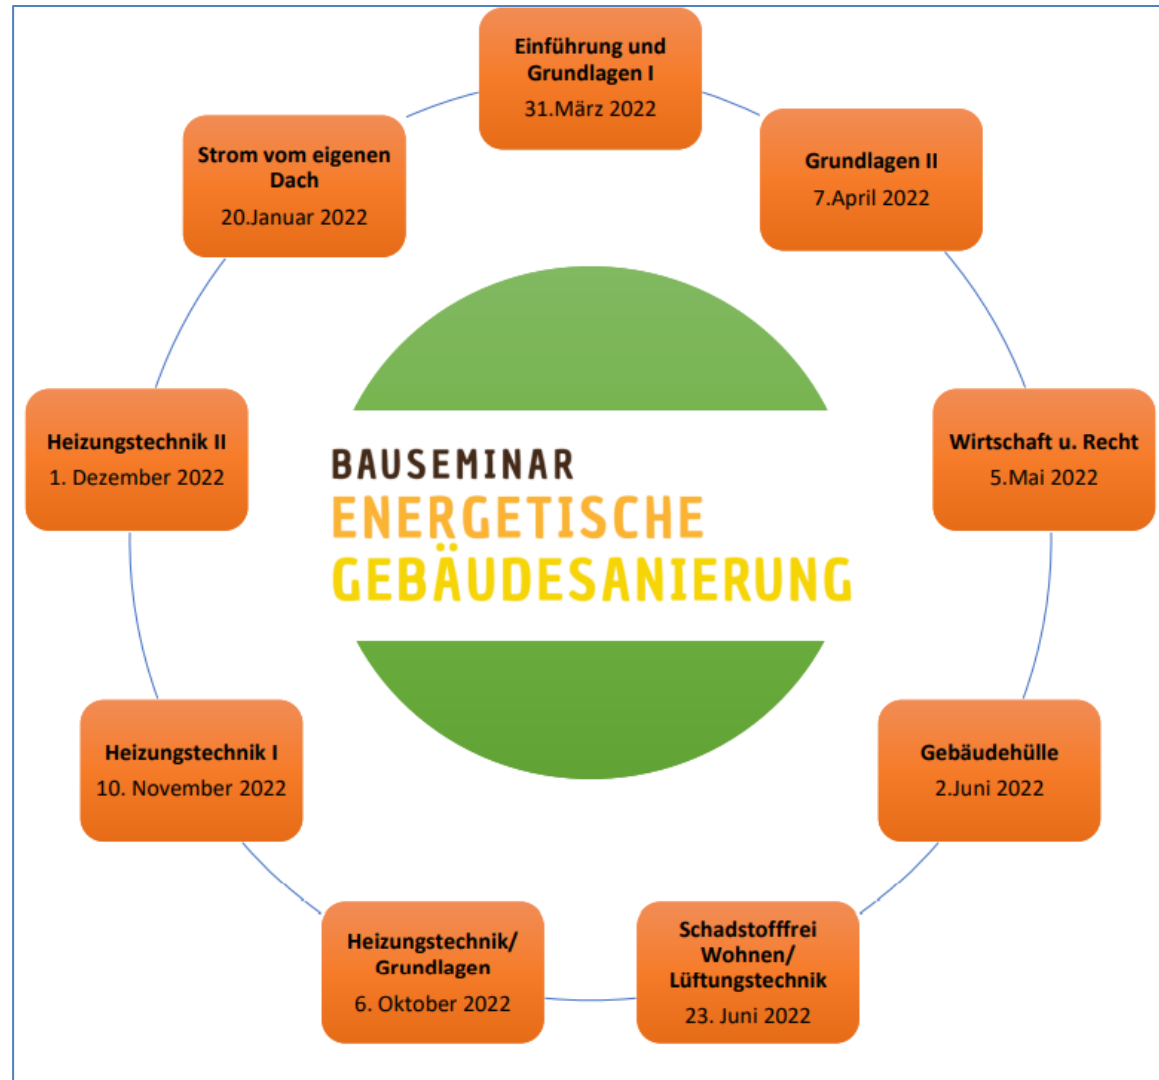 Einführung und
Grundlagen I
31.März 2022
Grundlagen II
7.April 2022
Wirtschaft u. Recht
5.Mai 2022
Gebäudehülle
2.Juni 2022
Schadstofffrei
Wohnen/
Lüftungstechnik
23. Juni 2022
Heizungstechnik/
Grundlagen
6. Oktober 2022
Heizungstechnik I
10. November 2022
Heizungstechnik II
1. Dezember 2022
Strom vom eigenen
Dach
20.Januar 2022
BAUSEMINAR
ENERGETISCHE
GEBÄUDESANIERUNG